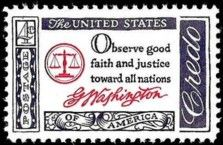 The UNITED STATES
POSTAGE 4¢
Observe good
faith and justice
toward all nations
G Washington
Credo
OF AMERICA